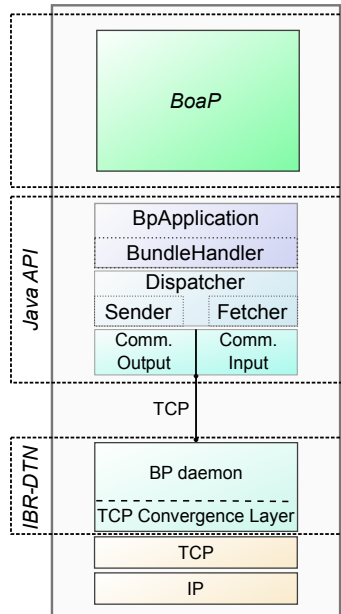 BoaP
Java API
BpApplication
BundleHandler
Dispatcher
Sender
Fetcher
Comm.
Output
Comm.
Input
TCP
IBR-DTN
BP daemon
TCP Convergence Layer
TCP
IP